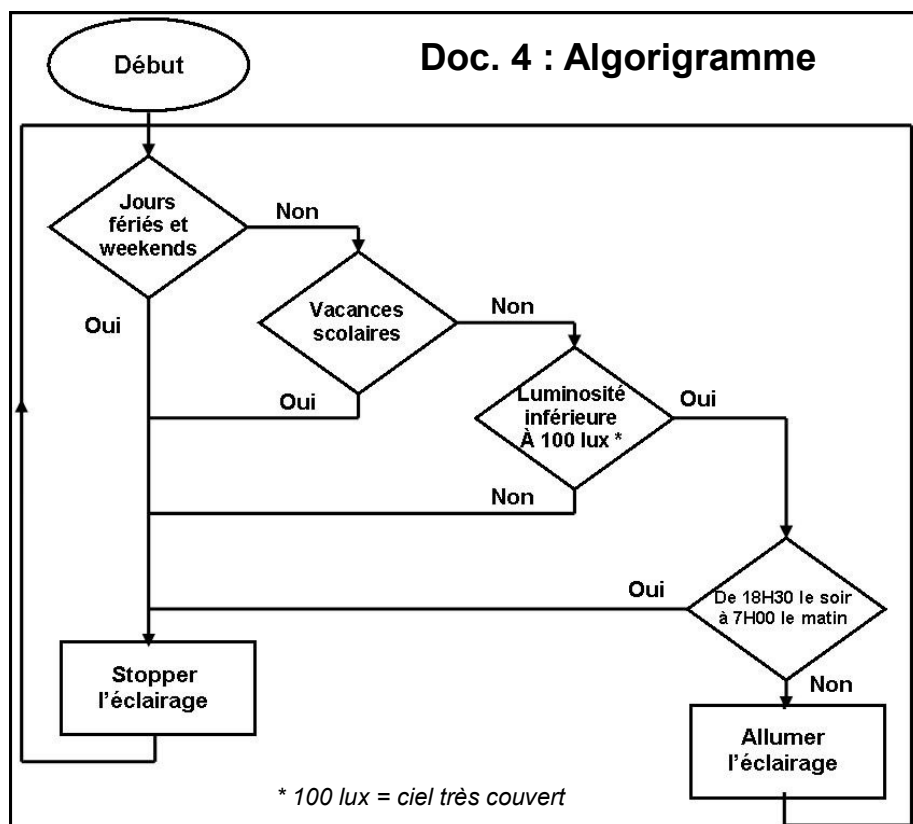 Début
Doc. 4 : Algorigramme
Jours
fériés et
weekends
Non
Oui
Vacances
scolaires
Non
Oui
Luminosité
inférieure
À 100 lux *
Oui
Non
De 18H30 le soir
à 7H00 le matin
Oui
Non
Stopper
l'éclairage
Allumer
l'éclairage
* 100 lux = ciel très couvert